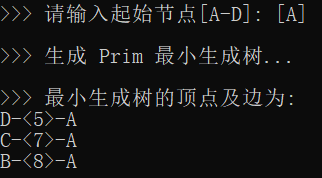 >>> 请输入起始节点[A-D]: [A]
>>> 生成 Prim 最小生成树...
>>> 最小生成树的顶点及边为:
D-<5>-A
C-<7>-A
B-<8>-A